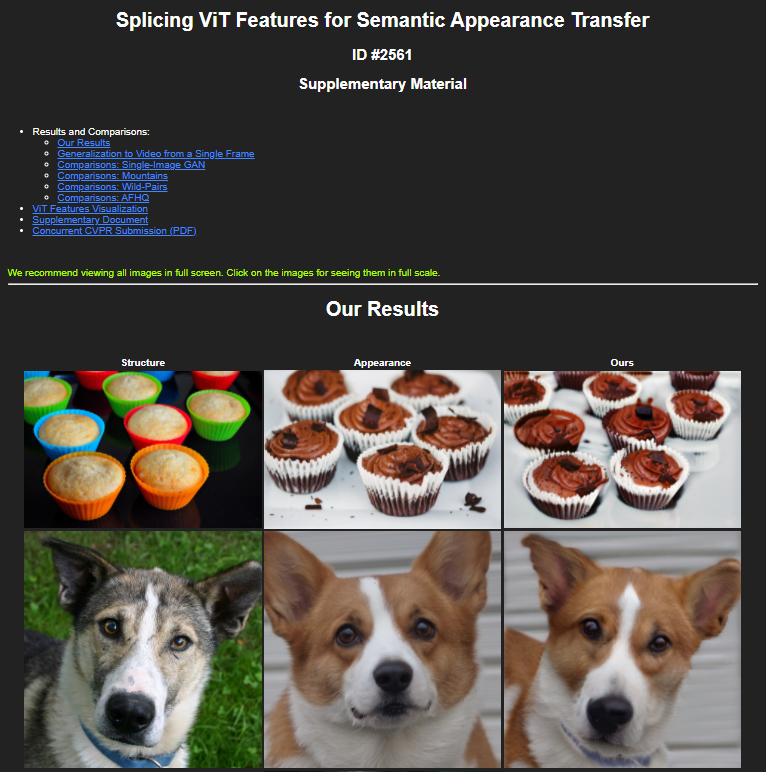 Splicing ViT Features for Semantic Appearance Transfer
ID #2561
Supplementary Material
Results and Comparisons:
Our Results
Generalization to Video from a Single Frame
Comparisons: Single-Image GAN
Comparisons: Mountains
Comparisons: Wild-Pairs
Comparisons: AFHQ
ViT Features Visualization
Supplementary Document
Concurrent CVPR Submission (PDF)
We recommend viewing all images in full screen. Click on the images for seeing them in full scale.
Our Results
Structure
Appearance
Ours